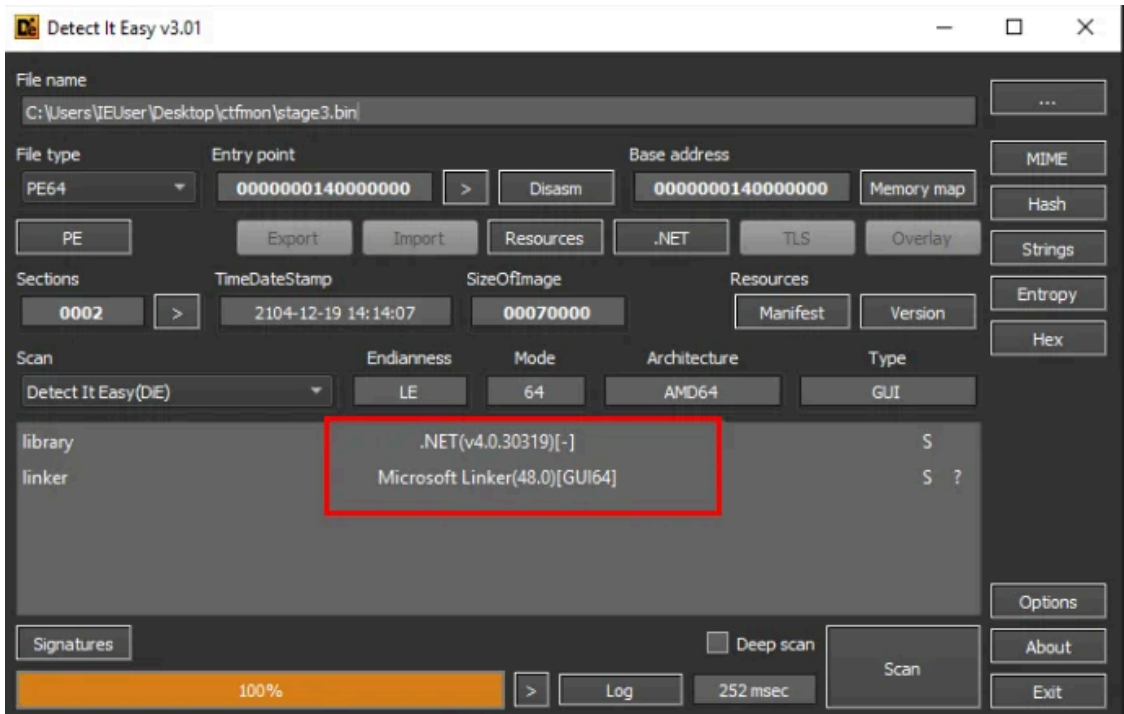 Detect It Easy v3.01
File name
C:\Users\IEUser\Desktop\ctfmon\stage3.bin
...
File type Entry point Base address
PE64 0000000140000000 > Disasm 0000000140000000 Memory map
MIME
Hash
PE Export Import Resources .NET TLS Overlay
Strings
Sections TimeDateStamp SizeOfImage Resources
0002 > 2104-12-19 14:14:07 00070000 Manifest Version
Entropy
Hex
Scan Endianness Mode Architecture Type
Detect It Easy(DiE) LE 64 AMD64 GUI
library .NET(v4.0.30319)[-] S
linker Microsoft Linker(48.0)[GUI64] S ?
Options
Signatures Deep scan Scan About
100% > Log 252 msec Exit